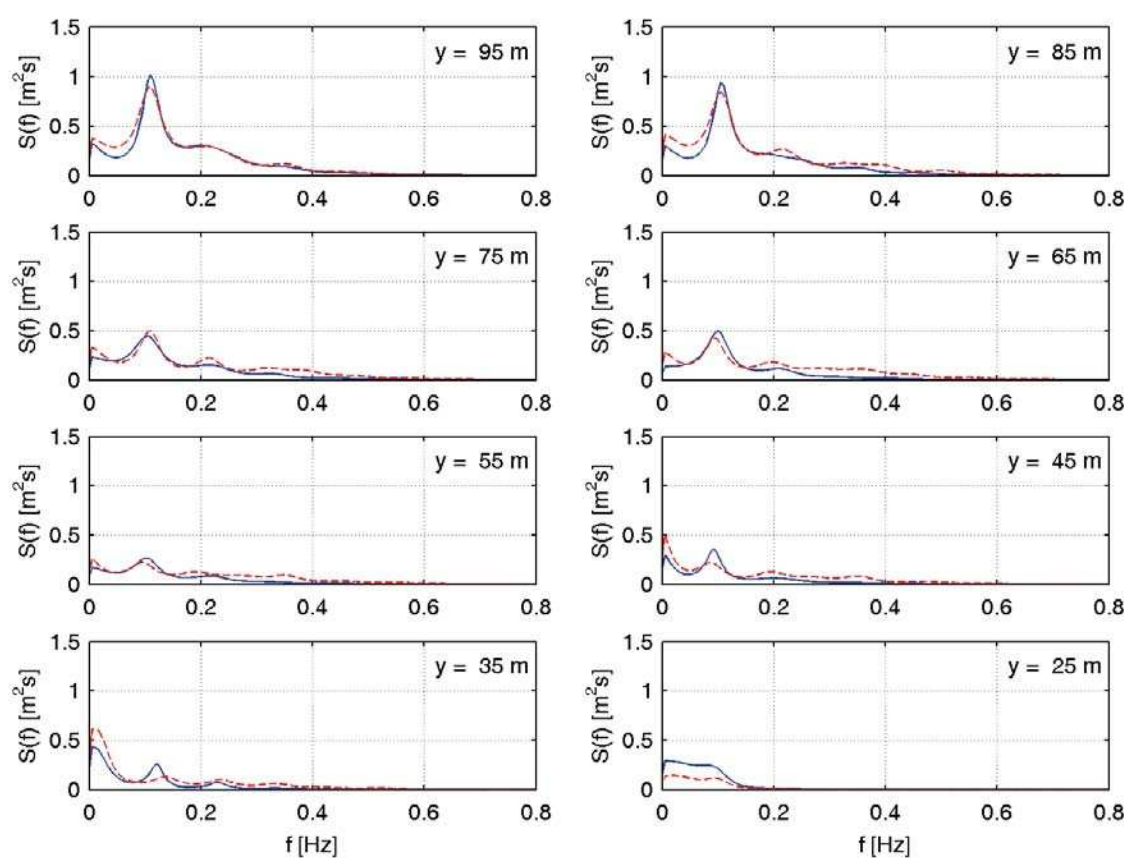 1.5
1
0.5
0
S(f) [m²s]
y = 95 m
0 0.2 0.4 0.6 0.8
1.5
1
0.5
0
S(f) [m²s]
y = 85 m
0 0.2 0.4 0.6 0.8
1.5
1
0.5
0
S(f) [m²s]
y = 75 m
0 0.2 0.4 0.6 0.8
1.5
1
0.5
0
S(f) [m²s]
y = 65 m
0 0.2 0.4 0.6 0.8
1.5
1
0.5
0
S(f) [m²s]
y = 55 m
0 0.2 0.4 0.6 0.8
1.5
1
0.5
0
S(f) [m²s]
y = 45 m
0 0.2 0.4 0.6 0.8
1.5
1
0.5
0
S(f) [m²s]
y = 35 m
0 0.2 0.4 0.6 0.8
f [Hz]
1.5
1
0.5
0
S(f) [m²s]
y = 25 m
0 0.2 0.4 0.6 0.8
f [Hz]